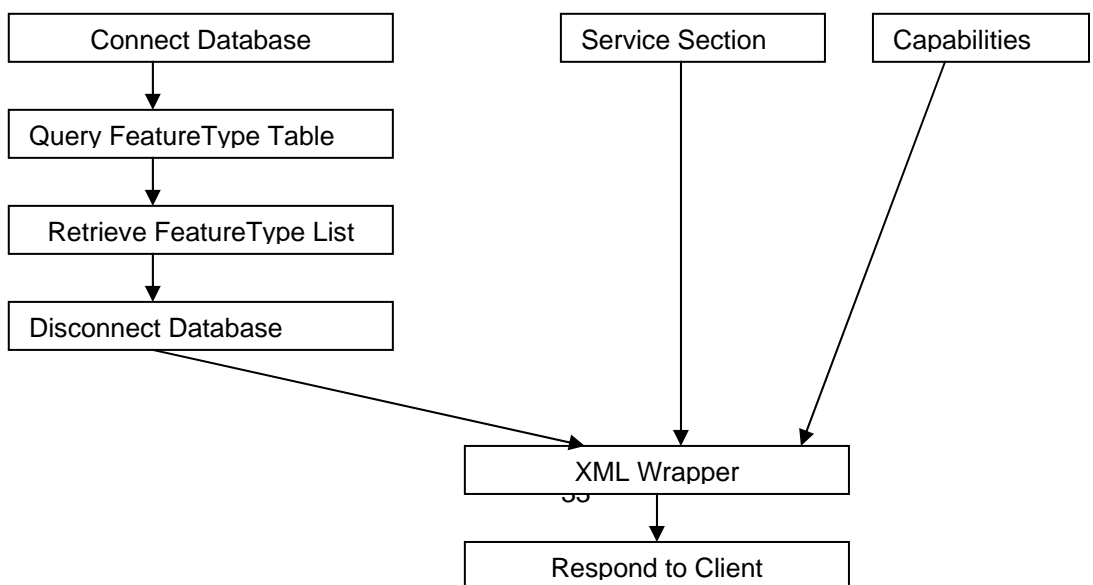 Connect Database
Service Section
Capabilities
Query FeatureType Table
Retrieve FeatureType List
Disconnect Database
XML Wrapper
Respond to Client